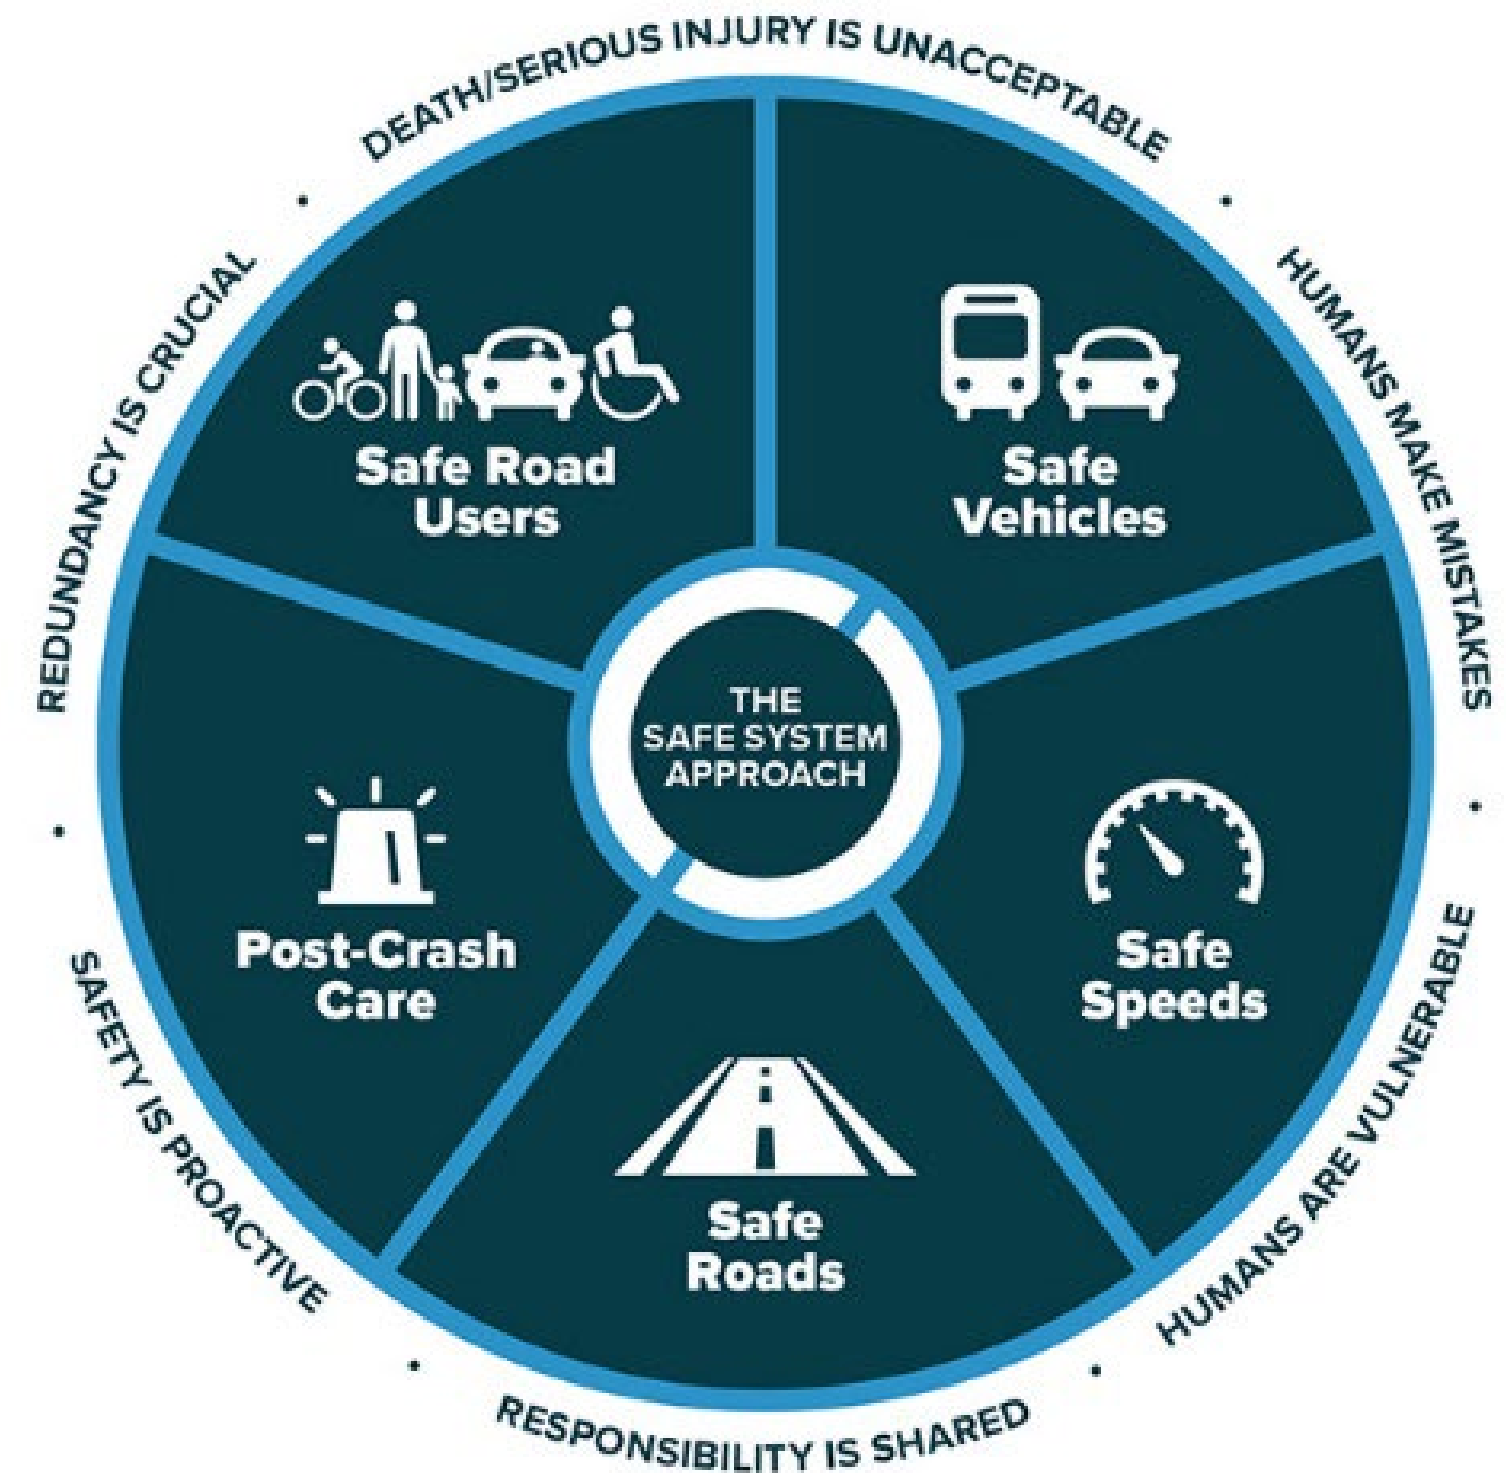 DEATH/SERIOUS INJURY IS UNACCEPTABLE
HUMANS MAKE MISTAKES
HUMANS ARE VULNERABLE
RESPONSIBILITY IS SHARED
SAFETY IS PROACTIVE
REDUNDANCY IS CRUCIAL
Safe Road
Users
Safe
Vehicles
Safe
Speeds
Safe
Roads
Post-Crash
Care
THE
SAFE SYSTEM
APPROACH